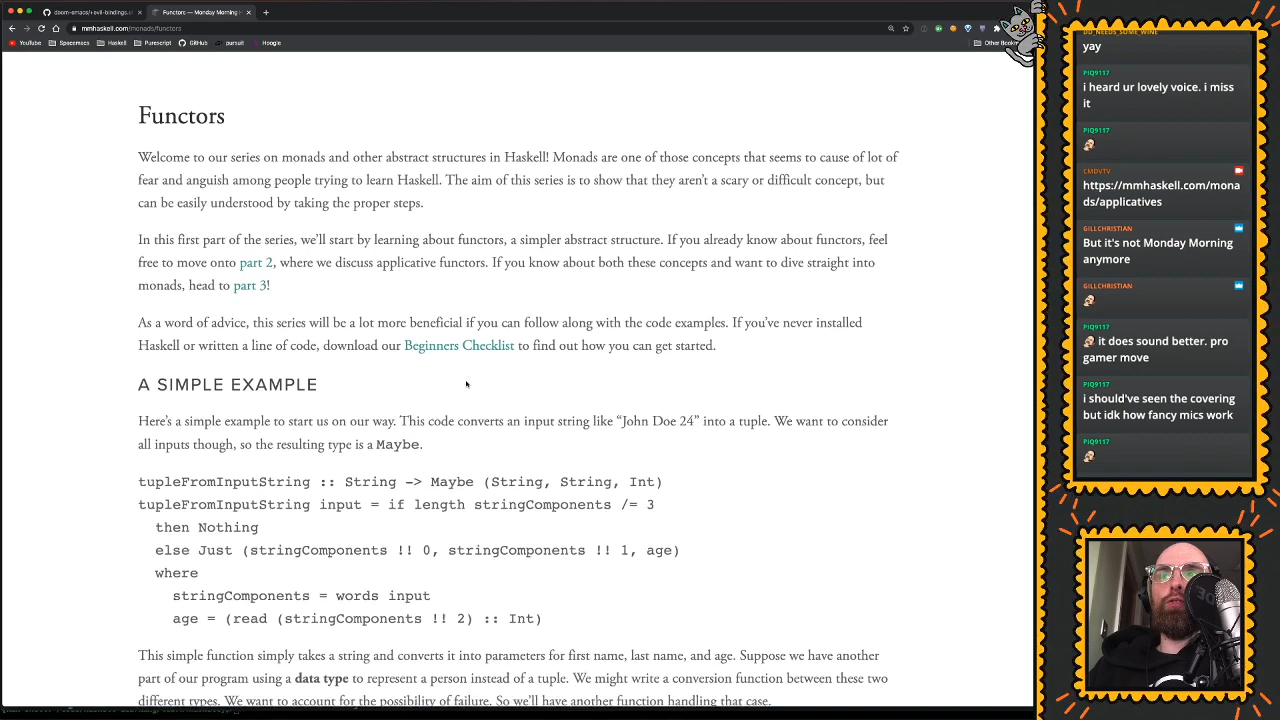 doom-emacs/+evil-bindings.el
Functors — Monday Morning H
mmhaskell.com/monads/functors
YouTube
Spacemacs
Haskell
Purescript
GitHub
pursuit
Hoogle
Other Bo
Functors
Welcome to our series on monads and other abstract structures in Haskell! Monads are one of those concepts that seems to cause of lot of
fear and anguish among people trying to learn Haskell. The aim of this series is to show that they aren't a scary or difficult concept, but
can be easily understood by taking the proper steps.
In this first part of the series, we'll start by learning about functors, a simpler abstract structure. If you already know about functors, feel
free to move onto part 2, where we discuss applicative functors. If you know about both these concepts and want to dive straight into
monads, head to part 3!
As a word of advice, this series will be a lot more beneficial if you can follow along with the code examples. If you've never installed
Haskell or written a line of code, download our Beginners Checklist to find out how you can get started.
A SIMPLE EXAMPLE
Here's a simple example to start us on our way. This code converts an input string like “John Doe 24” into a tuple. We want to consider
all inputs though, so the resulting type is a Maybe.
tupleFromInputString :: String -> Maybe (String, String, Int)
tupleFromInputString input = if length stringComponents /= 3
then Nothing
else Just (stringComponents !! 0, stringComponents !! 1, age)
where
stringComponents = words input
age = (read (stringComponents !! 2) :: Int)
This simple function simply takes a string and converts it into parameters for first name, last name, and age. Suppose we have another
part of our program using a data type to represent a person instead of a tuple. We might write a conversion function between these two
different types. We want to account for the possibility of failure. So we'll have another function handling that case.
DD_NEEDS_SOME_WINE
yay
PIQ9117
i heard ur lovely voice. i miss
it
PIQ9117
CMDVTV
https://mmhaskell.com/mona
ds/applicatives
GILLCHRISTIAN
But it's not Monday Morning
anymore
GILLCHRISTIAN
PIQ9117
it does sound better. pro
gamer move
PIQ9117
i should've seen the covering
but idk how fancy mics work
PIQ9117